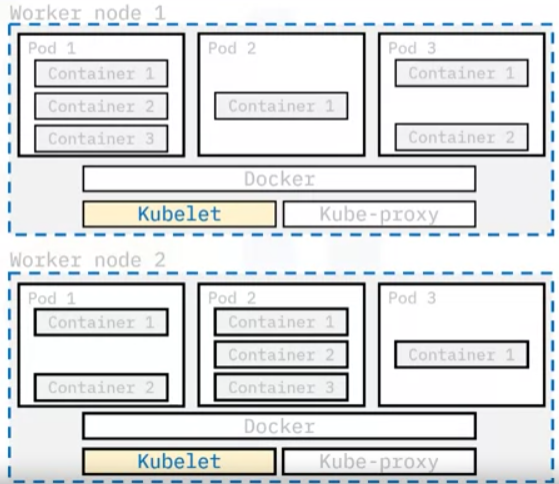 Worker node 1
Pod 1 Pod 2 Pod 3
Container 1 Container 1
Container 2 Container 1
Container 3 Container 2
Docker
Kubelet Kube-proxy
Worker node 2
Pod 1 Pod 2 Pod 3
Container 1 Container 1
Container 2 Container 1
Container 2 Container 3
Docker
Kubelet Kube-proxy